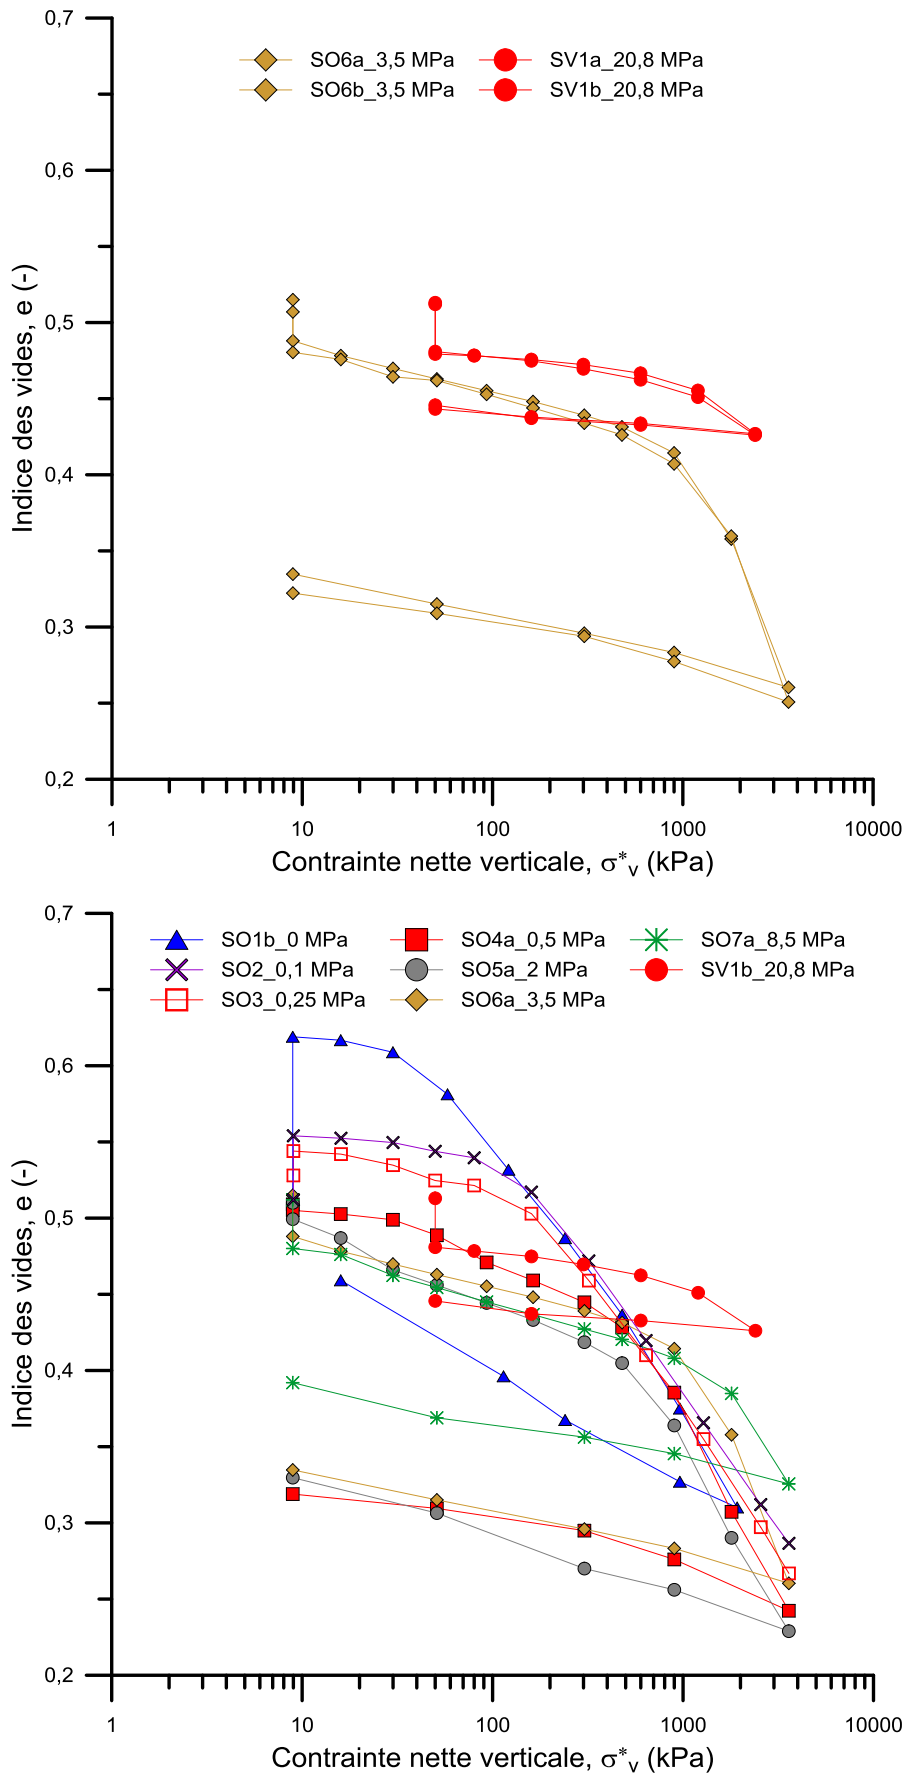 0,7
SO6a_3,5 MPa SV1a_20,8 MPa
SO6b_3,5 MPa SV1b_20,8 MPa
0,6
0,5
0,4
0,3
0,2
Indice des vides, e (-)
1 10 100 1000 10000
Contrainte nette verticale, σ*v (kPa)
0,7
SO1b_0 MPa SO4a_0,5 MPa SO7a_8,5 MPa
SO2_0,1 MPa SO5a_2 MPa SV1b_20,8 MPa
SO3_0,25 MPa SO6a_3,5 MPa
0,6
0,5
0,4
0,3
0,2
Indice des vides, e (-)
1 10 100 1000 10000
Contrainte nette verticale, σ*v (kPa)